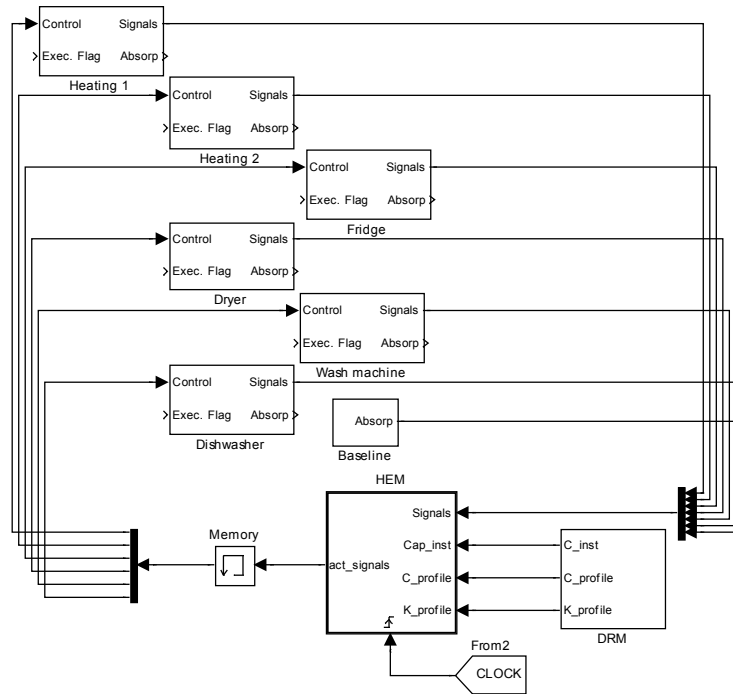 Control Signals
Exec. Flag Absorp
Heating 1
Control Signals
Exec. Flag Absorp
Heating 2
Control Signals
Exec. Flag Absorp
Fridge
Control Signals
Exec. Flag Absorp
Dryer
Control Signals
Exec. Flag Absorp
Wash machine
Control Signals
Exec. Flag Absorp
Dishwasher
Absorp
Baseline
HEM
Signals
Cap_inst
act_signals
C_profile
K_profile
C_inst
C_profile
K_profile
DRM
Memory
From2
CLOCK